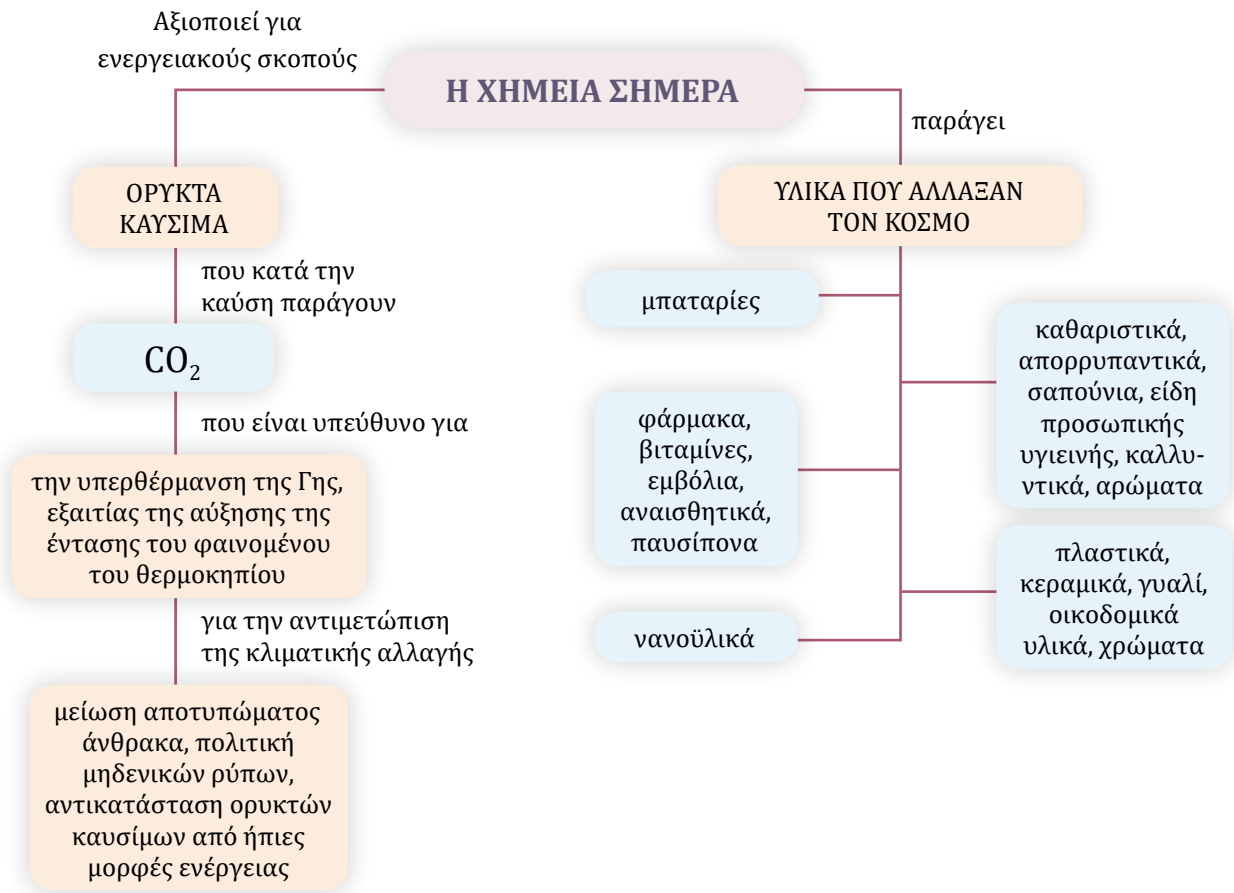 Αξιοποιεί για
ενεργειακούς σκοπούς
Η ΧΗΜΕΙΑ ΣΗΜΕΡΑ
παράγει
ΟΡΥΚΤΑ
ΚΑΥΣΙΜΑ
που κατά την
καύση παράγουν
CO₂
που είναι υπεύθυνο για
την υπερθέρμανση της Γης,
εξαιτίας της αύξησης της
έντασης του φαινομένου
του θερμοκηπίου
για την αντιμετώπιση
της κλιματικής αλλαγής
μείωση αποτυπώματος
άνθρακα, πολιτική
μηδενικών ρύπων,
αντικατάσταση ορυκτών
καυσίμων από ήπιες
μορφές ενέργειας
ΥΛΙΚΑ ΠΟΥ ΑΛΛΑΞΑΝ
ΤΟΝ ΚΟΣΜΟ
μπαταρίες
φάρμακα,
βιταμίνες,
εμβόλια,
αναισθητικά,
παυσίπονα
νανοϋλικά
καθαριστικά,
απορρυπαντικά,
σαπούνια, είδη
προσωπικής
υγιεινής, καλλυ-
ντικά, αρώματα
πλαστικά,
κεραμικά, γυαλί,
οικοδομικά
υλικά, χρώματα